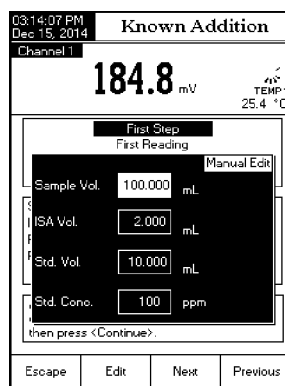 03:14:07 PM
Dec 15, 2014
Known Addition
Channel 1
184.8 mV
TEMP
25.4 °C
First Step
First Reading
Manual Edit
Sample Vol. 100.000 mL
ISA Vol. 2.000 mL
Std. Vol. 10.000 mL
Std. Conc. 100 ppm
then press <Continue>.
Escape Edit Next Previous